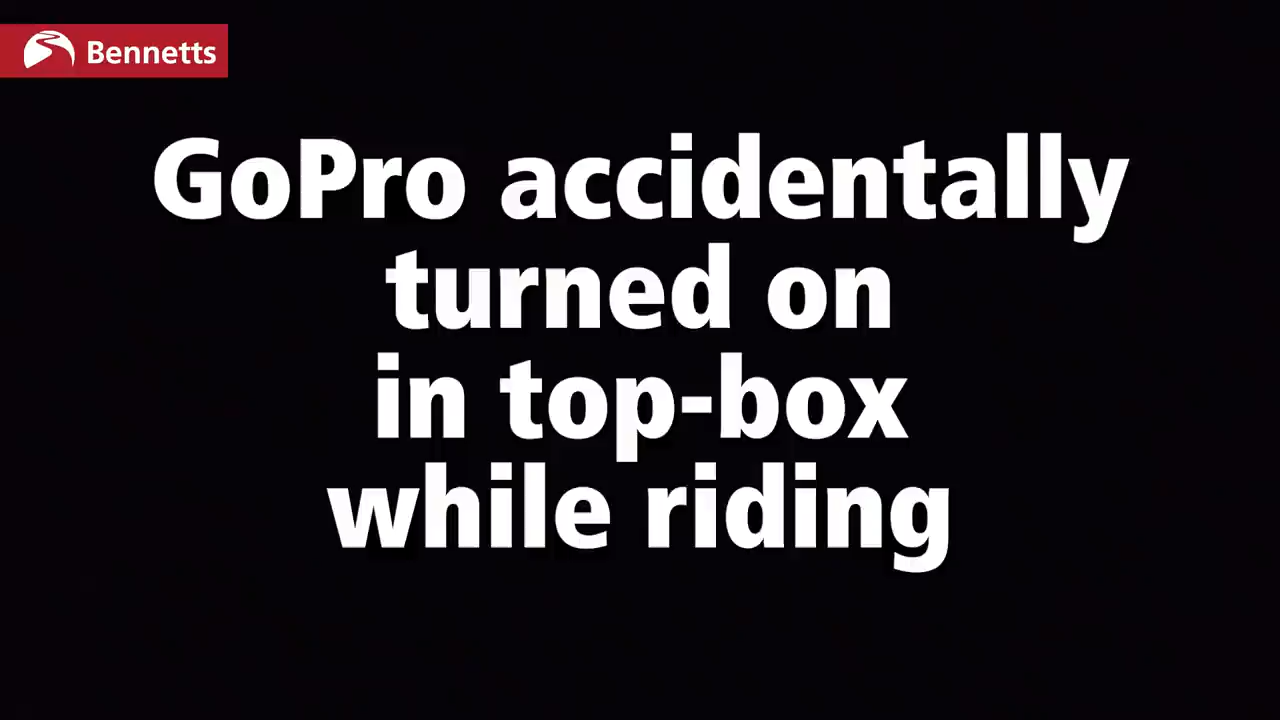 Bennetts
GoPro accidentally
turned on
in top-box
while riding